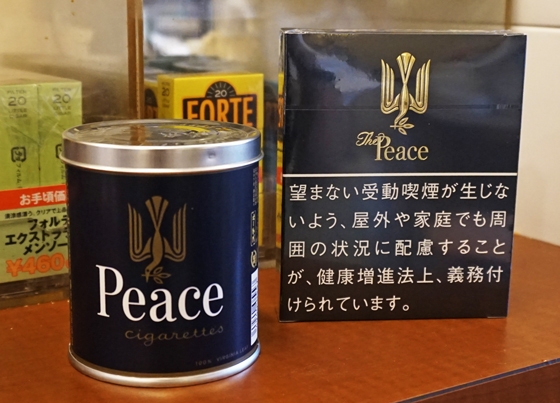 20
20
お手頃価
フォルテ
エクストラ
メンソー
¥460
20
FORTE
Peace
cigarettes
The
Peace
望まない受動喫煙が生じな
いよう、屋外や家庭でも周
囲の状況に配慮すること
が、健康増進法上、義務付
けられています。